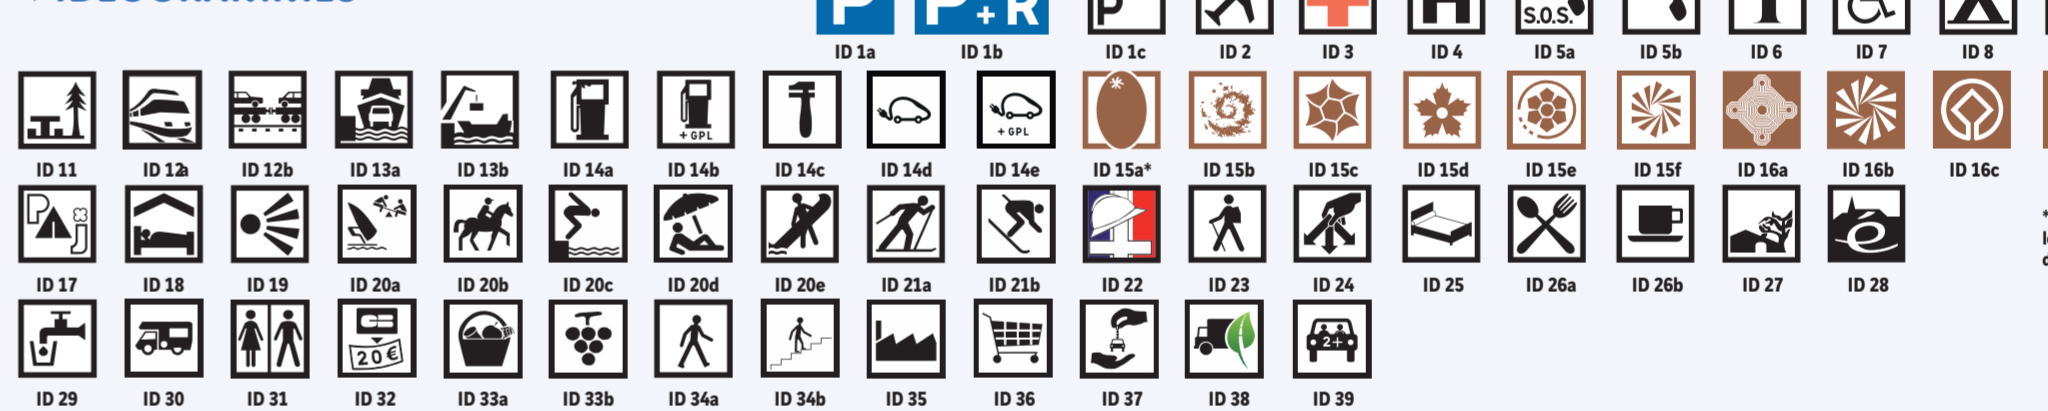 IDÉOGRAMMES
P P+R P S.O.S. H i
ID 1a ID 1b ID 1c ID 2 ID 3 ID 4 ID 5a ID 5b ID 6 ID 7 ID 8
+ GPL + GPL *
ID 11 ID 12a ID 12b ID 13a ID 13b ID 14a ID 14b ID 14c ID 14d ID 14e ID 15a* ID 15b ID 15c ID 15d ID 15e ID 15f ID 16a ID 16b ID 16c
P J é
ID 17 ID 18 ID 19 ID 20a ID 20b ID 20c ID 20d ID 20e ID 21a ID 21b ID 22 ID 23 ID 24 ID 25 ID 26a ID 26b ID 27 ID 28
20€ 2+
ID 29 ID 30 ID 31 ID 32 ID 33a ID 33b ID 34a ID 34b ID 35 ID 36 ID 37 ID 38 ID 39